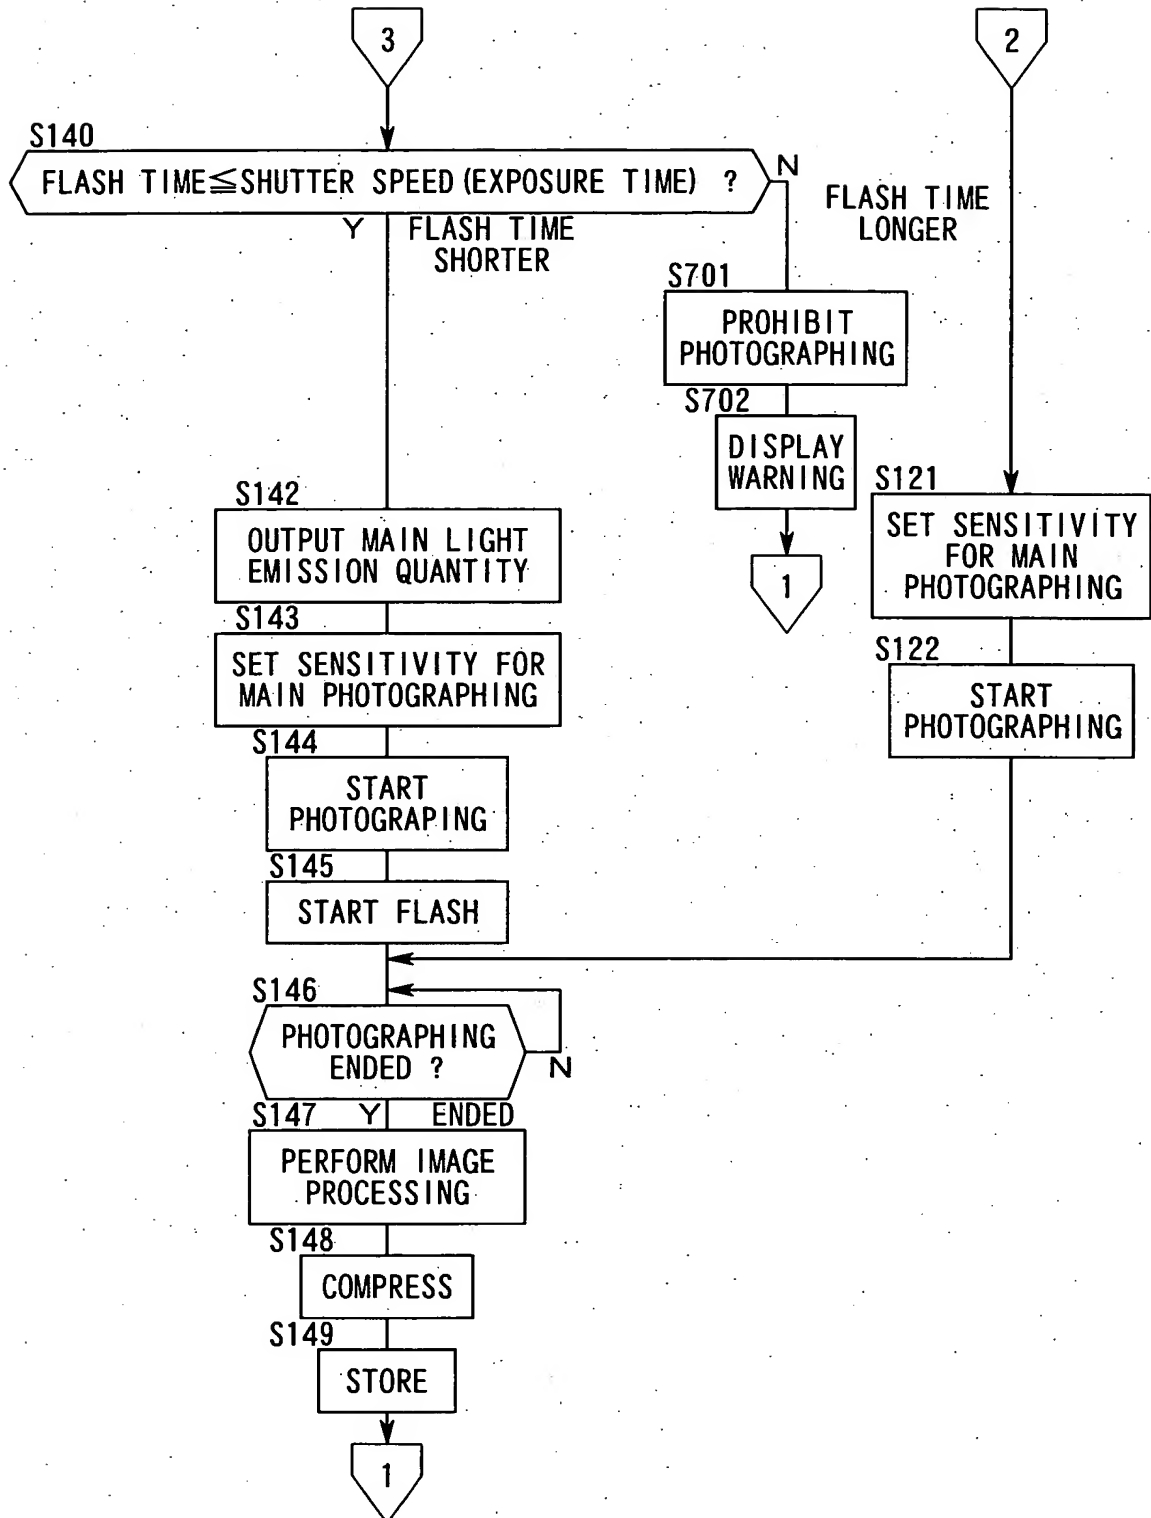 3
2
S140
FLASH TIME≦SHUTTER SPEED (EXPOSURE TIME) ?
N
Y
FLASH TIME
SHORTER
FLASH TIME
LONGER
S701
PROHIBIT
PHOTOGRAPHING
S702
DISPLAY
WARNING
1
S121
SET SENSITIVITY
FOR MAIN
PHOTOGRAPHING
S122
START
PHOTOGRAPHING
S142
OUTPUT MAIN LIGHT
EMISSION QUANTITY
S143
SET SENSITIVITY FOR
MAIN PHOTOGRAPHING
S144
START
PHOTOGRAPING
S145
START FLASH
S146
PHOTOGRAPHING
ENDED ?
N
S147
Y
ENDED
PERFORM IMAGE
PROCESSING
S148
COMPRESS
S149
STORE
1